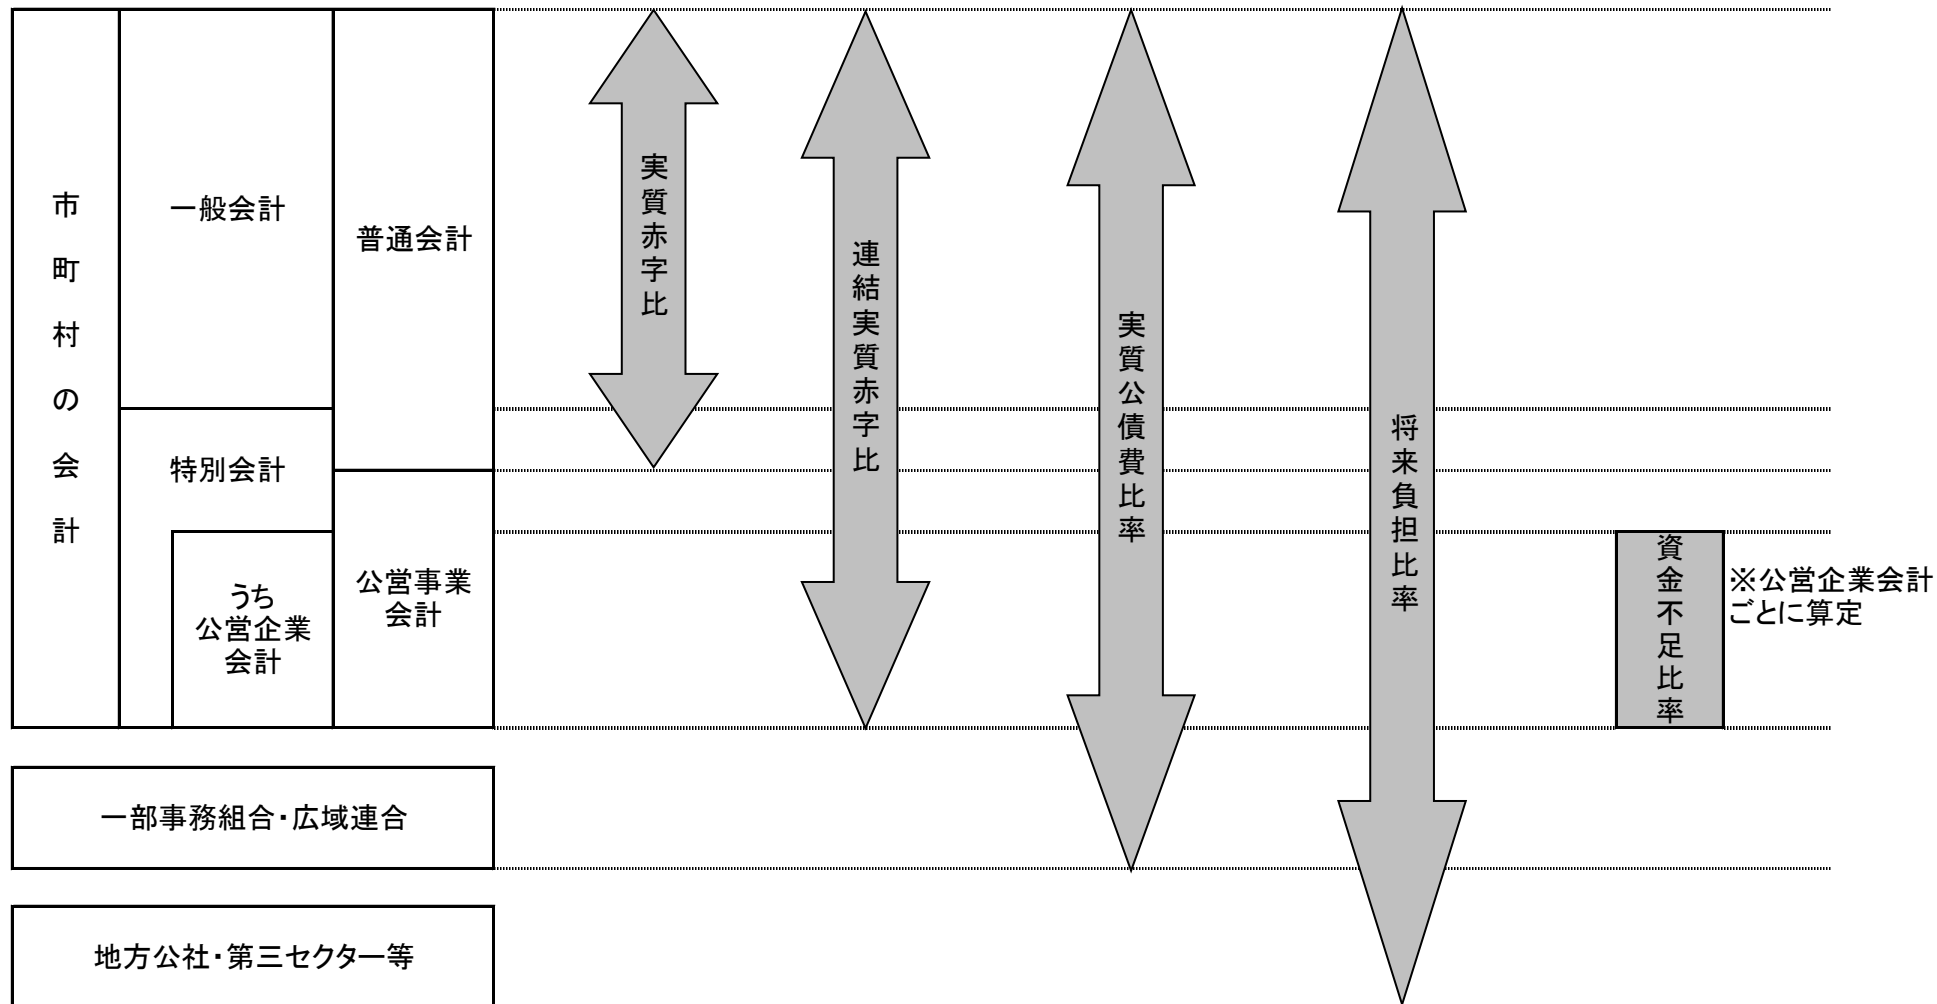 市町村の会計
一般会計
普通会計
特別会計
うち
公営企業
会計
公営事業
会計
実質赤字比
連結実質赤字比
実質公債費比率
将来負担比率
資金不足比率
※公営企業会計
ごとに算定
一部事務組合・広域連合
地方公社・第三セクター等